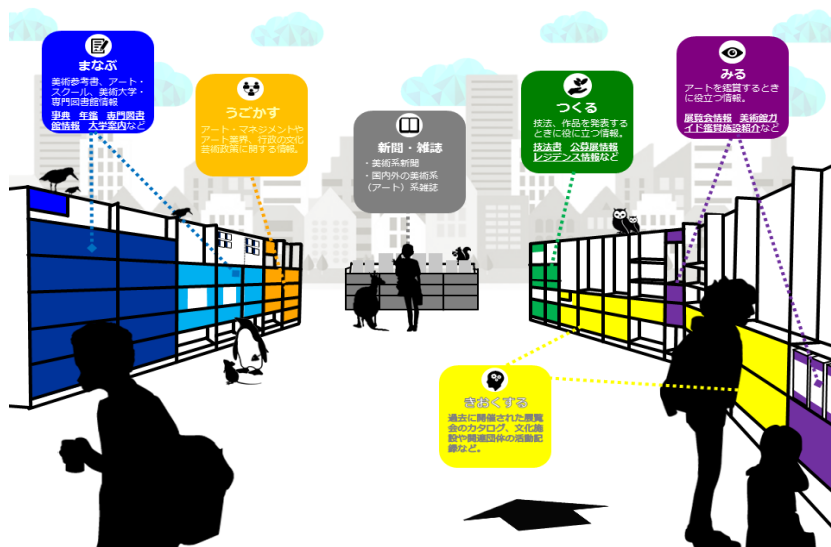 まなぶ
美術参考書、アート・
スクール、美術大学・
専門図書館情報
事典 年鑑 専門図書
館情報 大学案内など
うごかす
アート・マネジメントや
アート業界、行政の文化
芸術政策に関する情報。
新聞・雑誌
・美術系新聞
・国内外の美術系
（アート）系雑誌
つくる
技法、作品を発表する
ときに役に立つ情報。
技法書 公募展情報
レジデンス情報など
みる
アートを鑑賞するとき
に役立つ情報。
展覧会情報 美術館ガ
イド鑑賞施設紹介など
きおくする
過去に開催された展覧
会のカタログ、文化施
設や関連団体の活動記
録など。